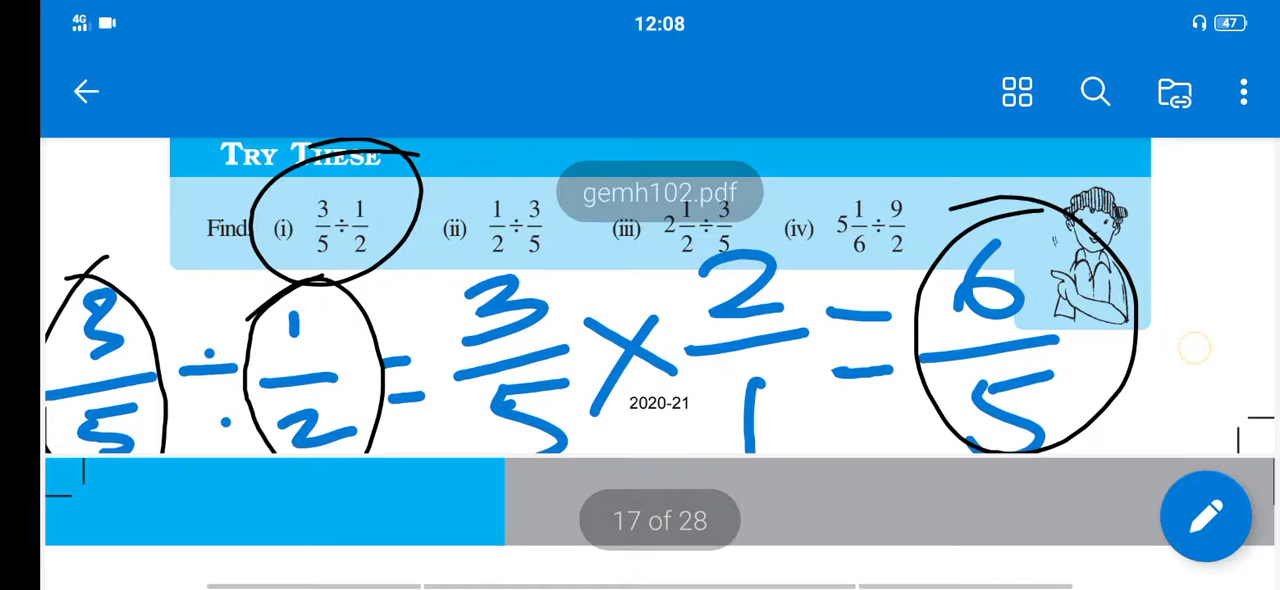 4G 12:08 47
TRY THESE
gemh102.pdf
Find (i) 3/5 ÷ 1/2 (ii) 1/2 ÷ 3/5 (iii) 2 1/2 ÷ 3/5 (iv) 5 1/6 ÷ 9/2
3/5 ÷ 1/2 = 3/5 × 2/1 = 6/5
2020-21
17 of 28